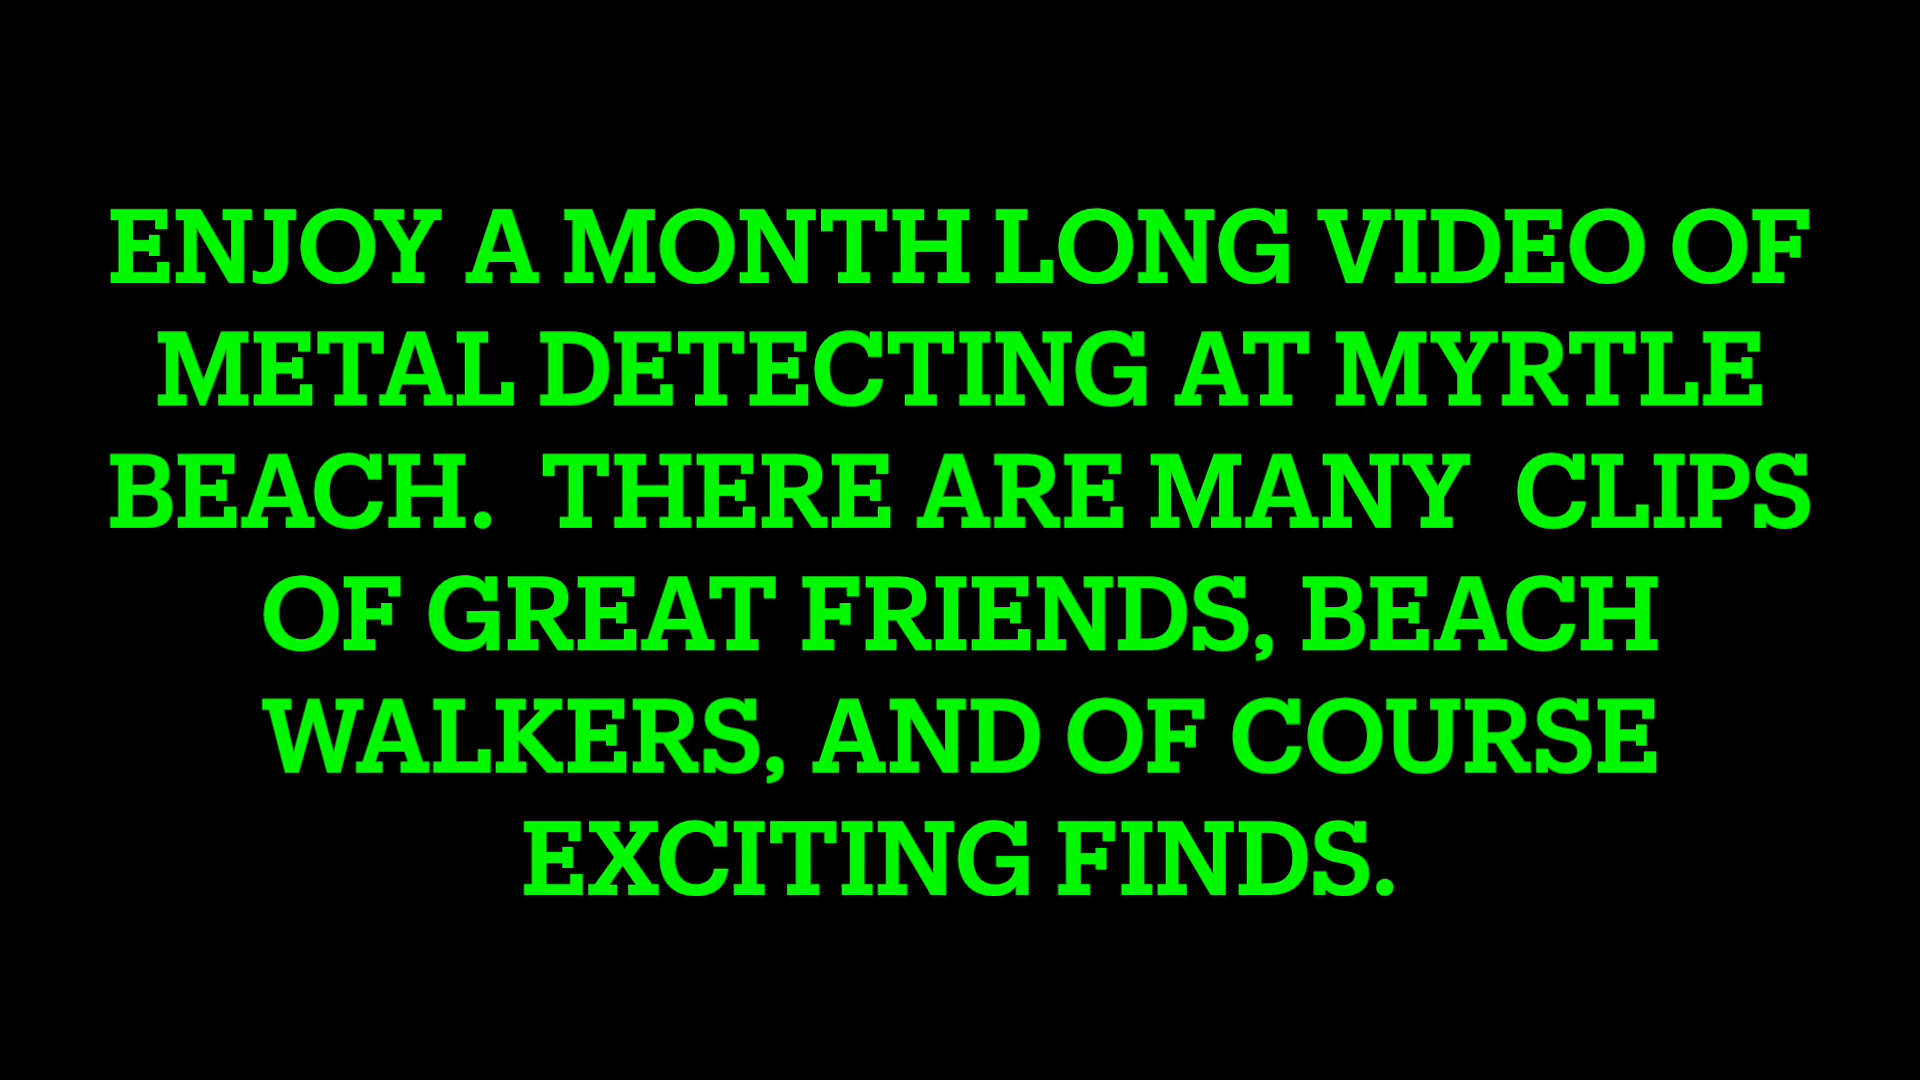 ENJOY A MONTH LONG VIDEO OF
METAL DETECTING AT MYRTLE
BEACH.  THERE ARE MANY  CLIPS
OF GREAT FRIENDS, BEACH
WALKERS, AND OF COURSE
EXCITING FINDS.